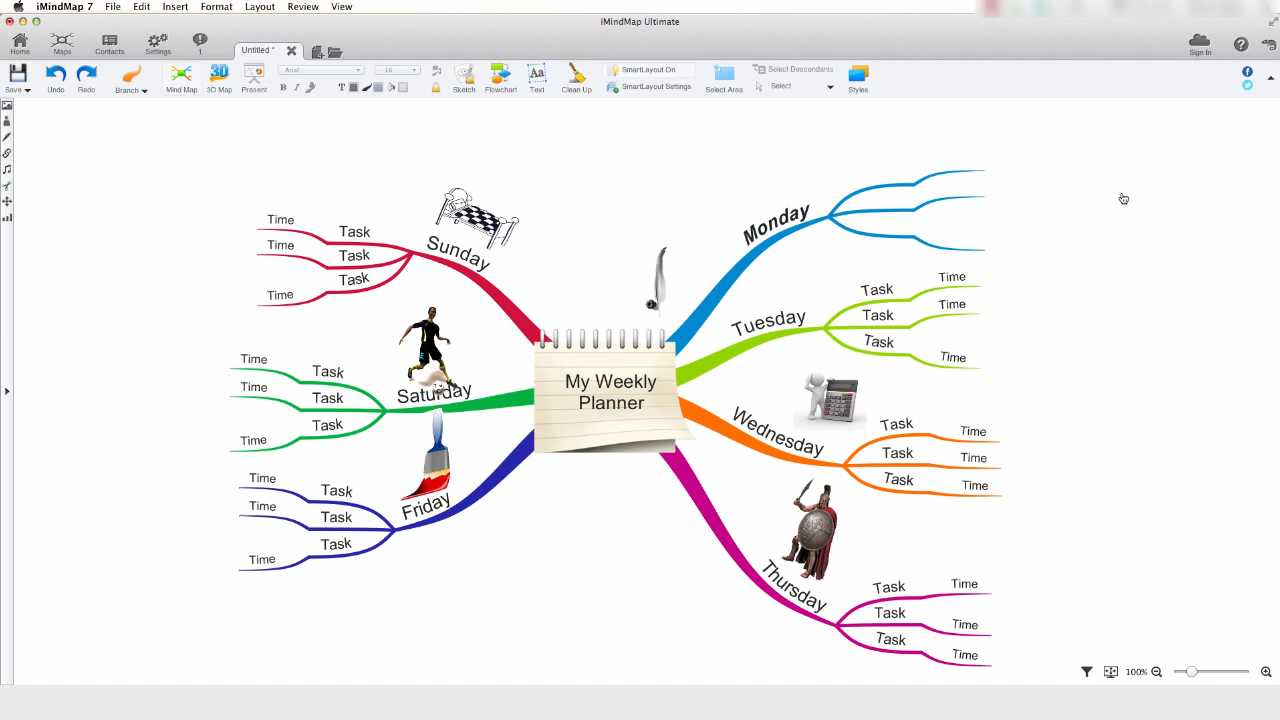 iMindMap 7 File Edit Insert Format Layout Review View
iMindMap Ultimate
Home Maps Contacts Settings 1 Untitled * Sign In
Save Undo Redo Branch Mind Map 3D Map Present Arial 16 B I T Sketch Flowchart Text Clean Up SmartLayout On SmartLayout Settings Select Area Select Descendants Select Styles
Monday
Sunday
Task
Time
Task
Time
Task
Time
Tuesday
Task
Time
Task
Time
Task
Time
My Weekly
Planner
Saturday
Task
Time
Task
Time
Task
Time
Wednesday
Task
Time
Task
Time
Task
Time
Friday
Task
Time
Task
Time
Task
Time
Thursday
Task
Time
Task
Time
Task
Time
100%